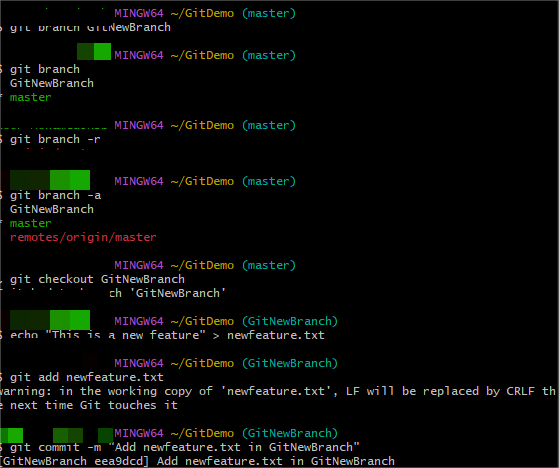 MINGW64 ~/GitDemo (master)
$ git branch GitNewBranch
MINGW64 ~/GitDemo (master)
$ git branch
GitNewBranch
* master
MINGW64 ~/GitDemo (master)
$ git branch -r
MINGW64 ~/GitDemo (master)
$ git branch -a
GitNewBranch
* master
remotes/origin/master
MINGW64 ~/GitDemo (master)
git checkout GitNewBranch
'GitNewBranch'
MINGW64 ~/GitDemo (GitNewBranch)
$ echo "This is a new feature" > newfeature.txt
MINGW64 ~/GitDemo (GitNewBranch)
$ git add newfeature.txt
warning: in the working copy of 'newfeature.txt', LF will be replaced by CRLF th
e next time Git touches it
MINGW64 ~/GitDemo (GitNewBranch)
$ git commit -m "Add newfeature.txt in GitNewBranch"
[GitNewBranch eea9dcd] Add newfeature.txt in GitNewBranch